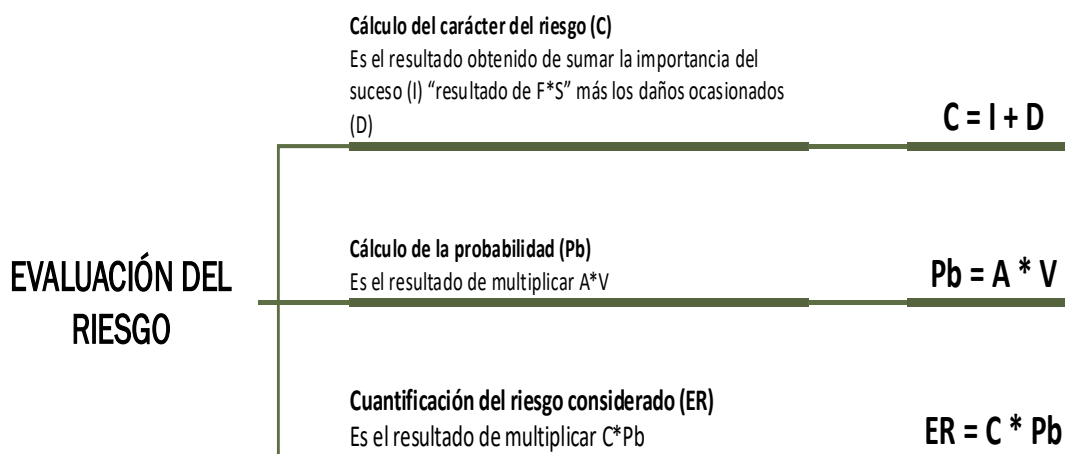 Cálculo del carácter del riesgo (C)
Es el resultado obtenido de sumar la importancia del
suceso (I) “resultado de F*S” más los daños ocasionados
(D)
C = I + D
EVALUACIÓN DEL
RIESGO
Cálculo de la probabilidad (Pb)
Es el resultado de multiplicar A*V
Pb = A * V
Cuantificación del riesgo considerado (ER)
Es el resultado de multiplicar C*Pb
ER = C * Pb